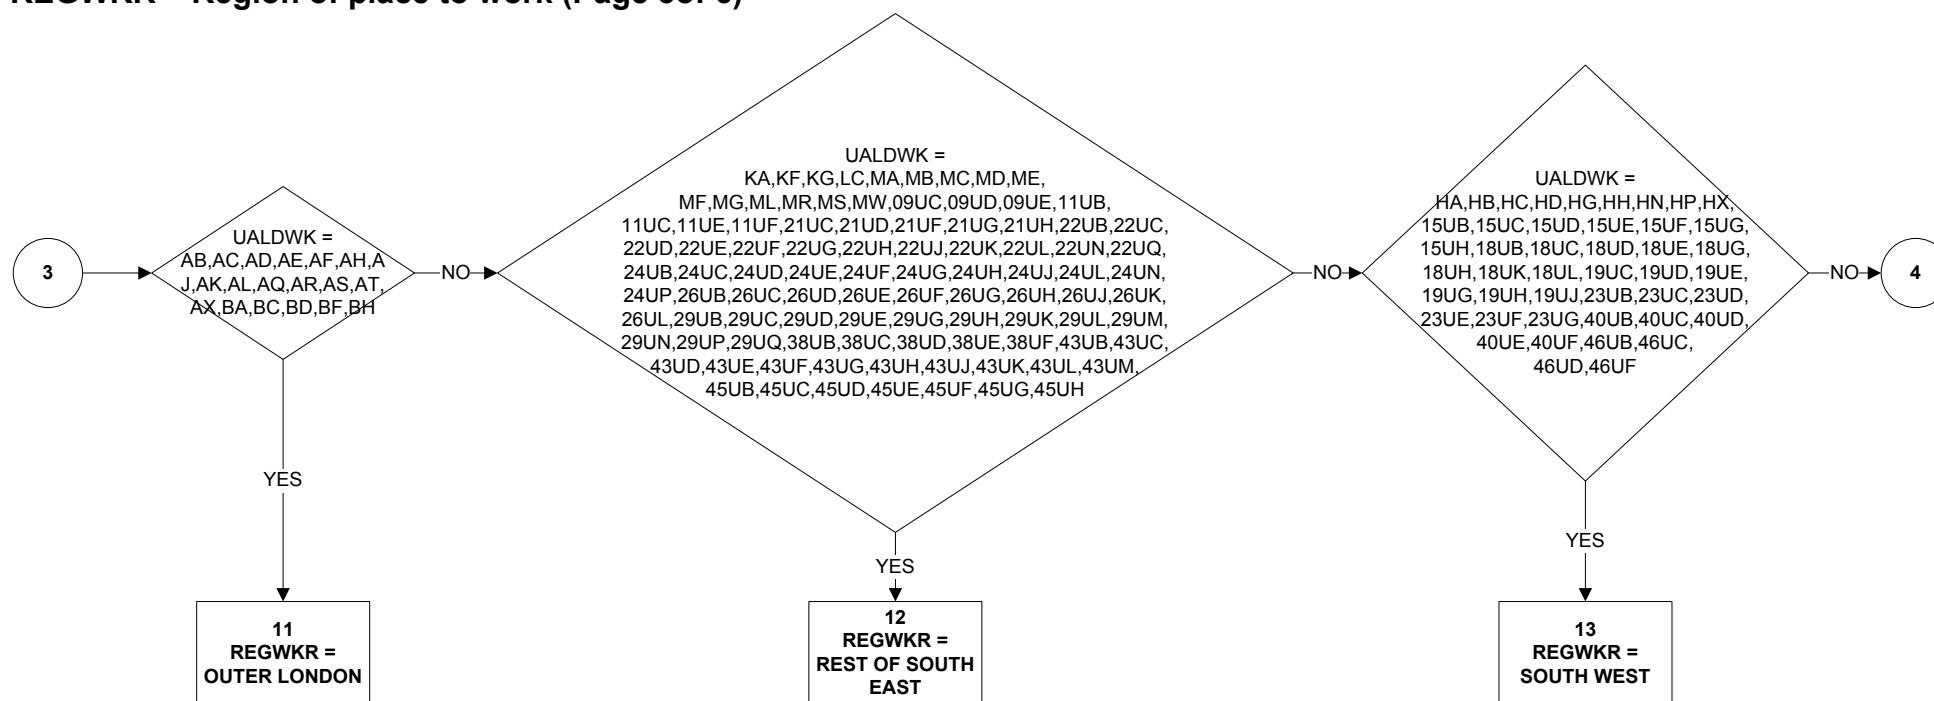 REGWKR – Region of place to work (Page 3of 6)
3
UALDWK =
AB,AC,AD,AE,AF,AH,A
J,AK,AL,AQ,AR,AS,AT,
AX,BA,BC,BD,BF,BH
NO
YES
11
REGWKR =
OUTER LONDON
UALDWK =
KA,KF,KG,LC,MA,MB,MC,MD,ME,
MF,MG,ML,MR,MS,MW,09UC,09UD,09UE,11UB,
11UC,11UE,11UF,21UC,21UD,21UF,21UG,21UH,22UB,22UC,
22UD,22UE,22UF,22UG,22UH,22UJ,22UK,22UL,22UN,22UQ,
24UB,24UC,24UD,24UE,24UF,24UG,24UH,24UJ,24UL,24UN,
24UP,26UB,26UC,26UD,26UE,26UF,26UG,26UH,26UJ,26UK,
26UL,29UB,29UC,29UD,29UE,29UG,29UH,29UK,29UL,29UM,
29UN,29UP,29UQ,38UB,38UC,38UD,38UE,38UF,43UB,43UC,
43UD,43UE,43UF,43UG,43UH,43UJ,43UK,43UL,43UM,
45UB,45UC,45UD,45UE,45UF,45UG,45UH
NO
YES
12
REGWKR =
REST OF SOUTH
EAST
UALDWK =
HA,HB,HC,HD,HG,HH,HN,HP,HX,
15UB,15UC,15UD,15UE,15UF,15UG,
15UH,18UB,18UC,18UD,18UE,18UG,
18UH,18UK,18UL,19UC,19UD,19UE,
19UG,19UH,19UJ,23UB,23UC,23UD,
23UE,23UF,23UG,40UB,40UC,40UD,
40UE,40UF,46UB,46UC,
46UD,46UF
NO
4
YES
13
REGWKR =
SOUTH WEST